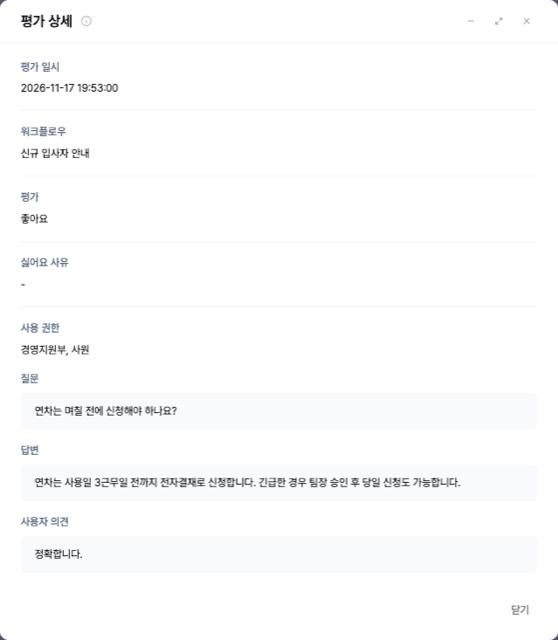 평가 상세
평가 일시
2026-11-17 19:53:00
워크플로우
신규 입사자 안내
평가
좋아요
싫어요 사유
-
사용 권한
경영지원부, 사원
질문
연차는 며칠 전에 신청해야 하나요?
답변
연차는 사용일 3근무일 전까지 전자결재로 신청합니다. 긴급한 경우 팀장 승인 후 당일 신청도 가능합니다.
사용자 의견
정확합니다.
닫기